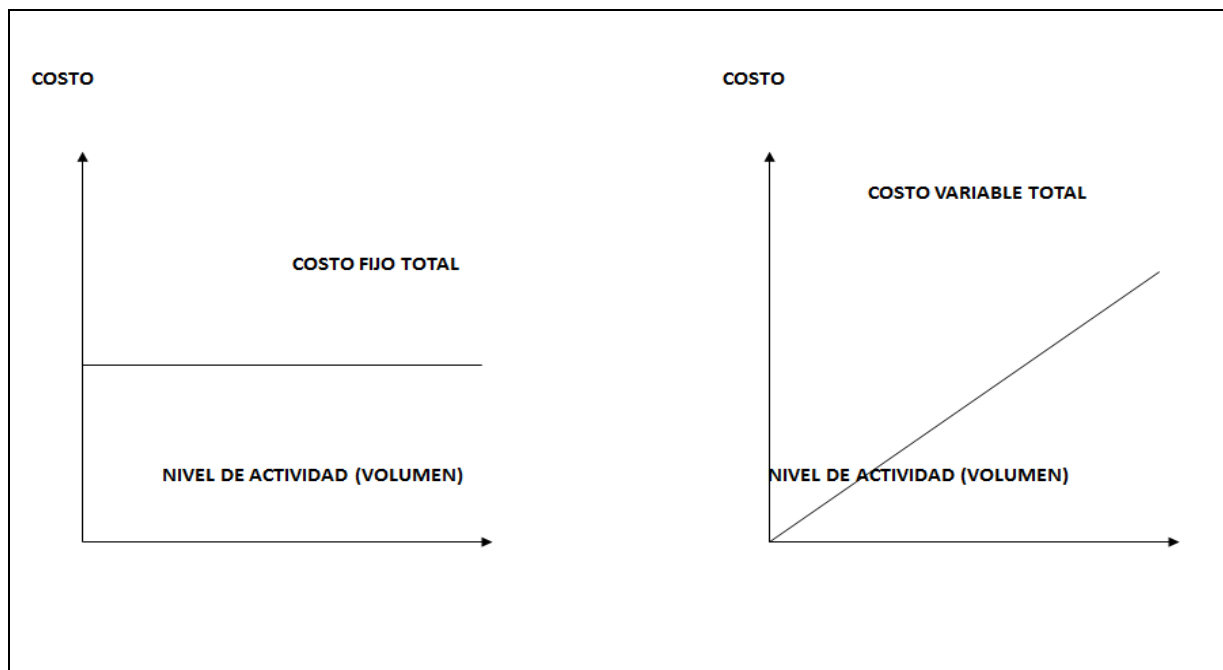 COSTO
COSTO FIJO TOTAL
NIVEL DE ACTIVIDAD (VOLUMEN)
COSTO
COSTO VARIABLE TOTAL
NIVEL DE ACTIVIDAD (VOLUMEN)